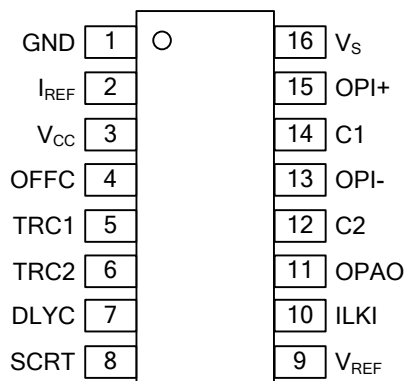 GND 1 16 VS
IREF 2 15 OPI+
VCC 3 14 C1
OFFC 4 13 OPI-
TRC1 5 12 C2
TRC2 6 11 OPAO
DLYC 7 10 ILKI
SCRT 8 9 VREF